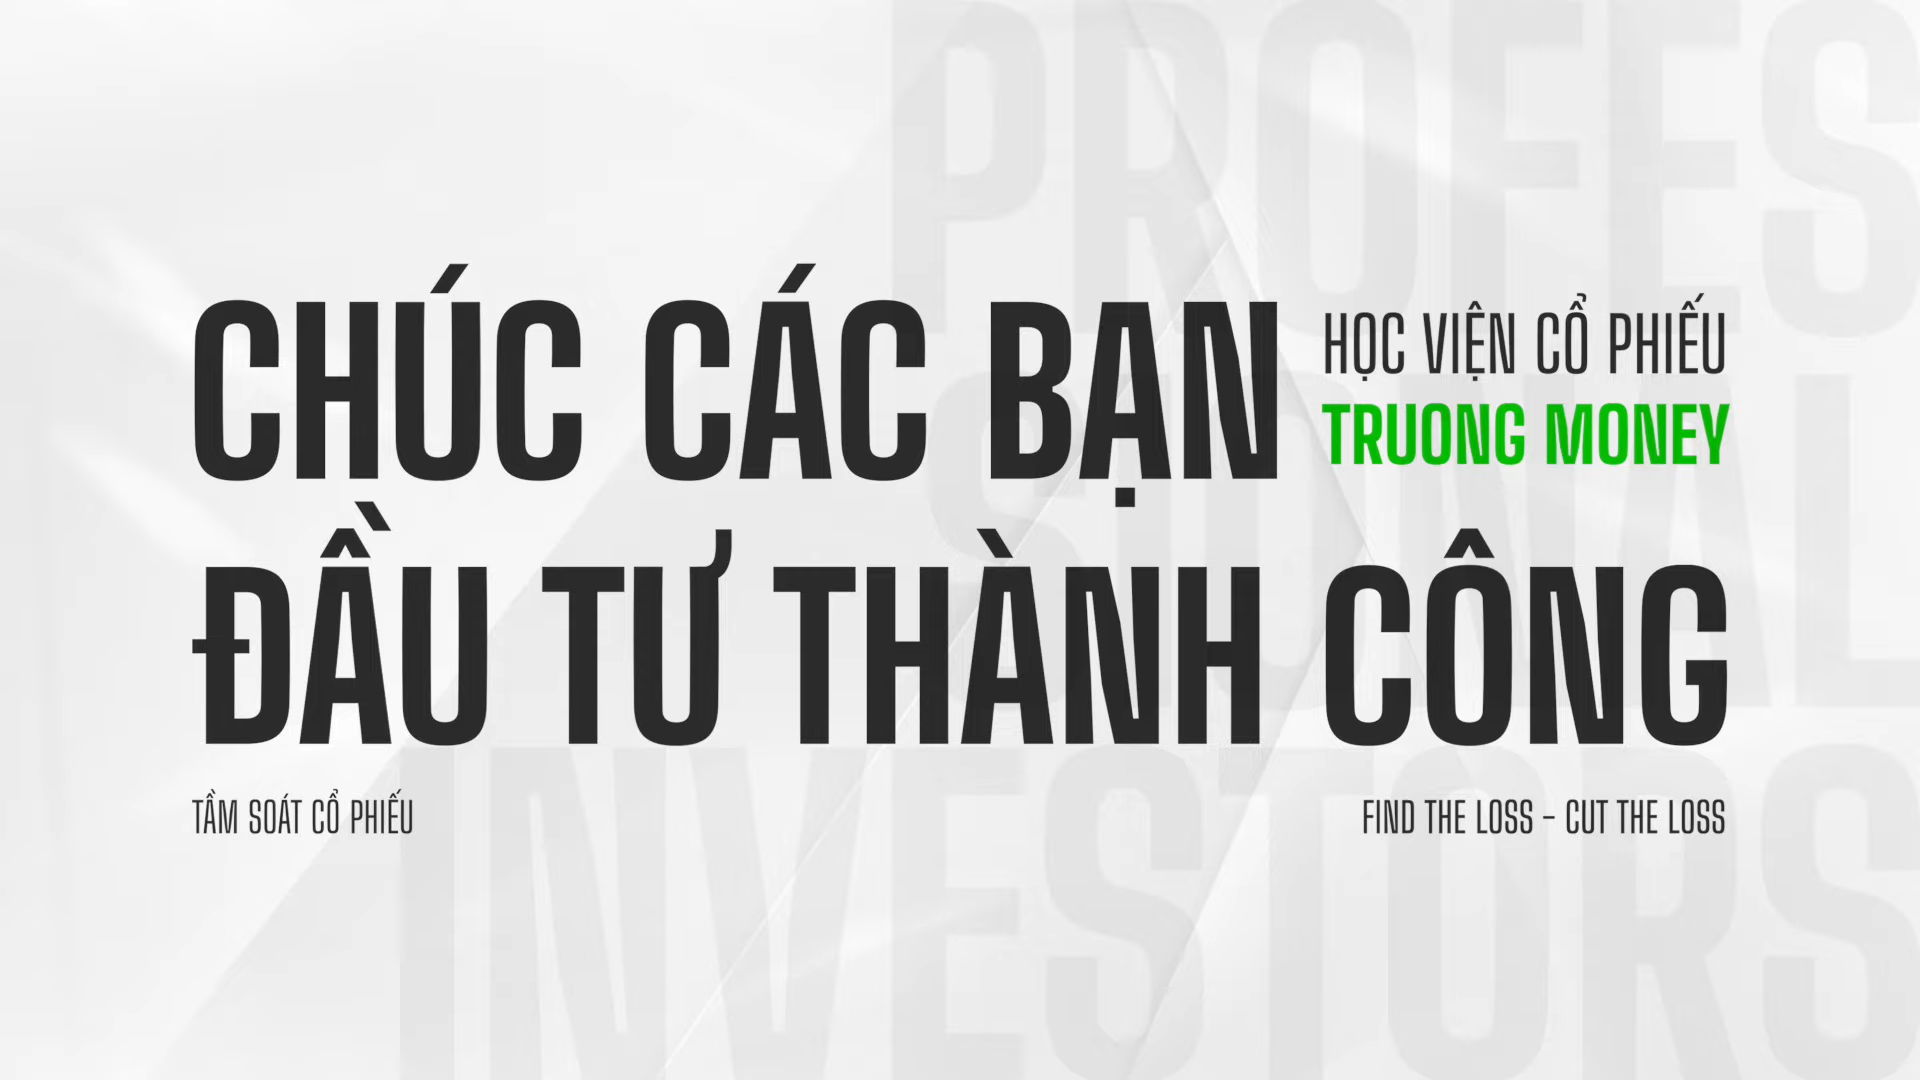 PROFES
SIONAL
INVESTORS
CHÚC CÁC BẠN
HỌC VIỆN CỔ PHIẾU
TRUONG MONEY
ĐẦU TƯ THÀNH CÔNG
TẦM SOÁT CỔ PHIẾU
FIND THE LOSS - CUT THE LOSS